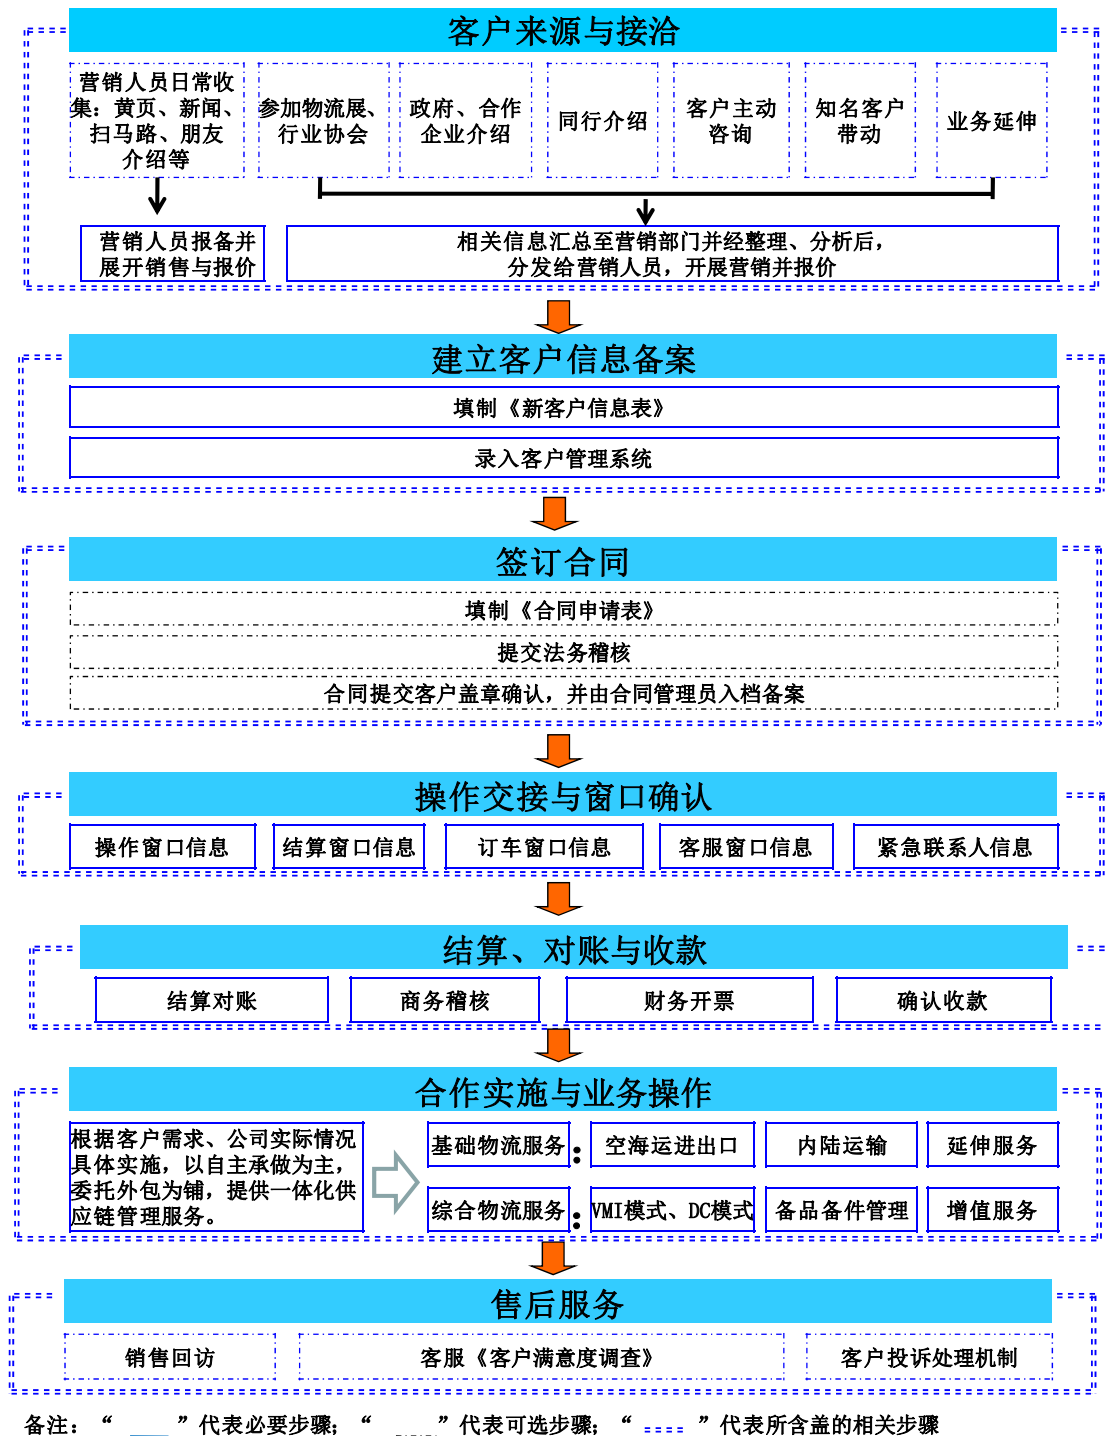 客户来源与接洽
营销人员日常收
集：黄页、新闻、
扫马路、朋友
介绍等
参加物流展、
行业协会
政府、合作
企业介绍
同行介绍
客户主动
咨询
知名客户
带动
业务延伸
营销人员报备并
展开销售与报价
相关信息汇总至营销部门并经整理、分析后，
分发给营销人员，开展营销并报价
建立客户信息备案
填制《新客户信息表》
录入客户管理系统
签订合同
填制《合同申请表》
提交法务稽核
合同提交客户盖章确认，并由合同管理员入档备案
操作交接与窗口确认
操作窗口信息
结算窗口信息
订车窗口信息
客服窗口信息
紧急联系人信息
结算、对账与收款
结算对账
商务稽核
财务开票
确认收款
合作实施与业务操作
根据客户需求、公司实际情况
具体实施，以自主承做为主，
委托外包为铺，提供一体化供
应链管理服务。
基础物流服务：
空海运进出口
内陆运输
延伸服务
综合物流服务：
VMI模式、DC模式
备品备件管理
增值服务
售后服务
销售回访
客服《客户满意度调查》
客户投诉处理机制
备注：“ ”代表必要步骤；“ ”代表可选步骤；“ ”代表所含盖的相关步骤